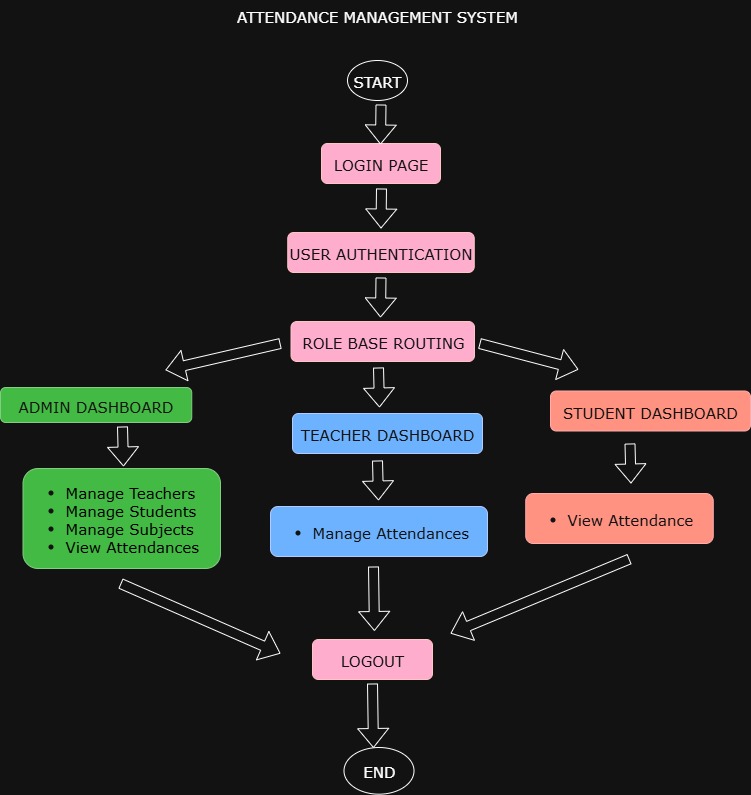 ATTENDANCE MANAGEMENT SYSTEM
START
LOGIN PAGE
USER AUTHENTICATION
ROLE BASE ROUTING
ADMIN DASHBOARD
TEACHER DASHBOARD
STUDENT DASHBOARD
• Manage Teachers
• Manage Students
• Manage Subjects
• View Attendances
• Manage Attendances
• View Attendance
LOGOUT
END